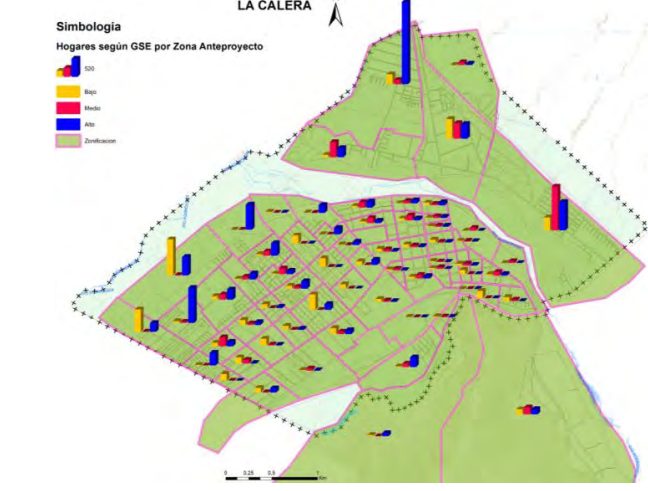 LA CALERA
Simbología
Hogares según GSE por Zona Anteproyecto
520
Bajo
Medio
Alto
Zonificacion
0 0,25 0,5 1
Km